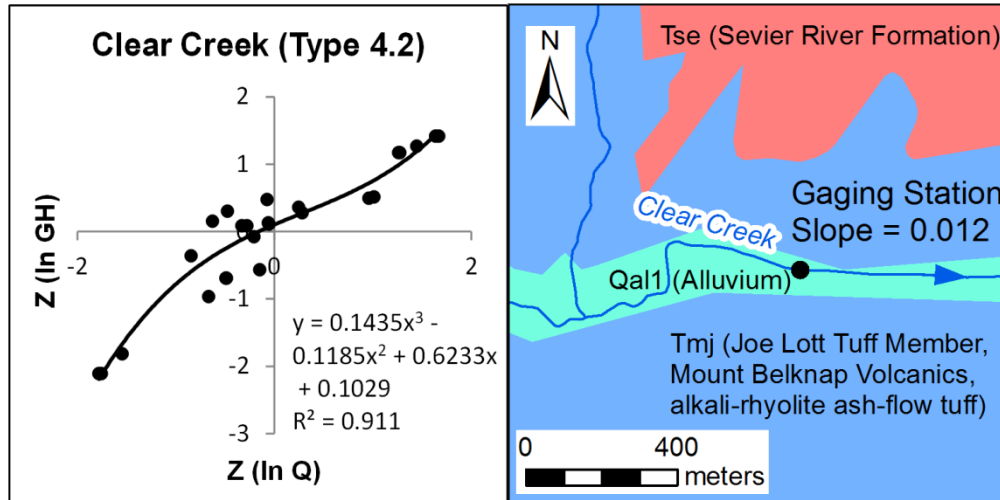 Clear Creek (Type 4.2)
2
1
0
-1
-2
-3
-2
0
2
Z (ln GH)
Z (ln Q)
y = 0.1435x³ -
0.1185x² + 0.6233x
+ 0.1029
R² = 0.911
N
Tse (Sevier River Formation)
Clear Creek
Gaging Station
Slope = 0.012
Qal1 (Alluvium)
Tmj (Joe Lott Tuff Member,
Mount Belknap Volcanics,
alkali-rhyolite ash-flow tuff)
0 400
meters